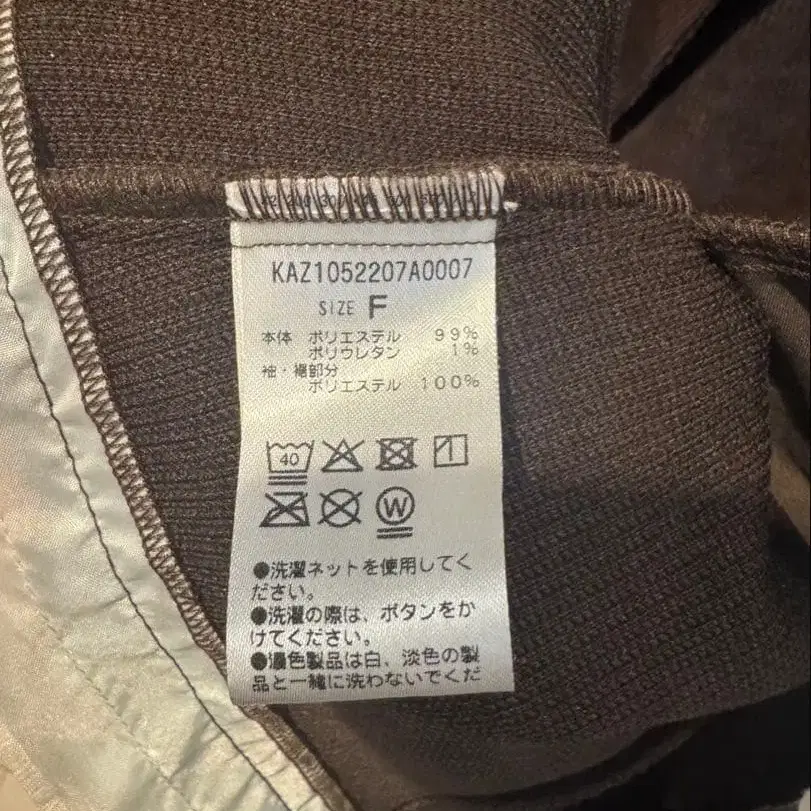 KAZ1052207A0007
SIZE F
本体 ポリエステル 99%
ポリウレタン 1%
袖・裾部分
ポリエステル 100%
40
W
●洗濯ネットを使用してく
ださい。
●洗濯の際は、ボタンをか
けてください。
●濃色製品は白、淡色の製
品と一緒に洗わないでくだ